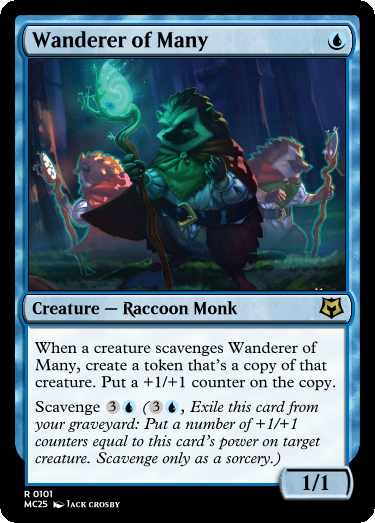 Wanderer of Many
Creature — Raccoon Monk
When a creature scavenges Wanderer of
Many, create a token that's a copy of that
creature. Put a +1/+1 counter on the copy.
Scavenge 3 (3, Exile this card from
your graveyard: Put a number of +1/+1
counters equal to this card's power on target
creature. Scavenge only as a sorcery.)
1/1
R 0101
MC25 Jack Crosby